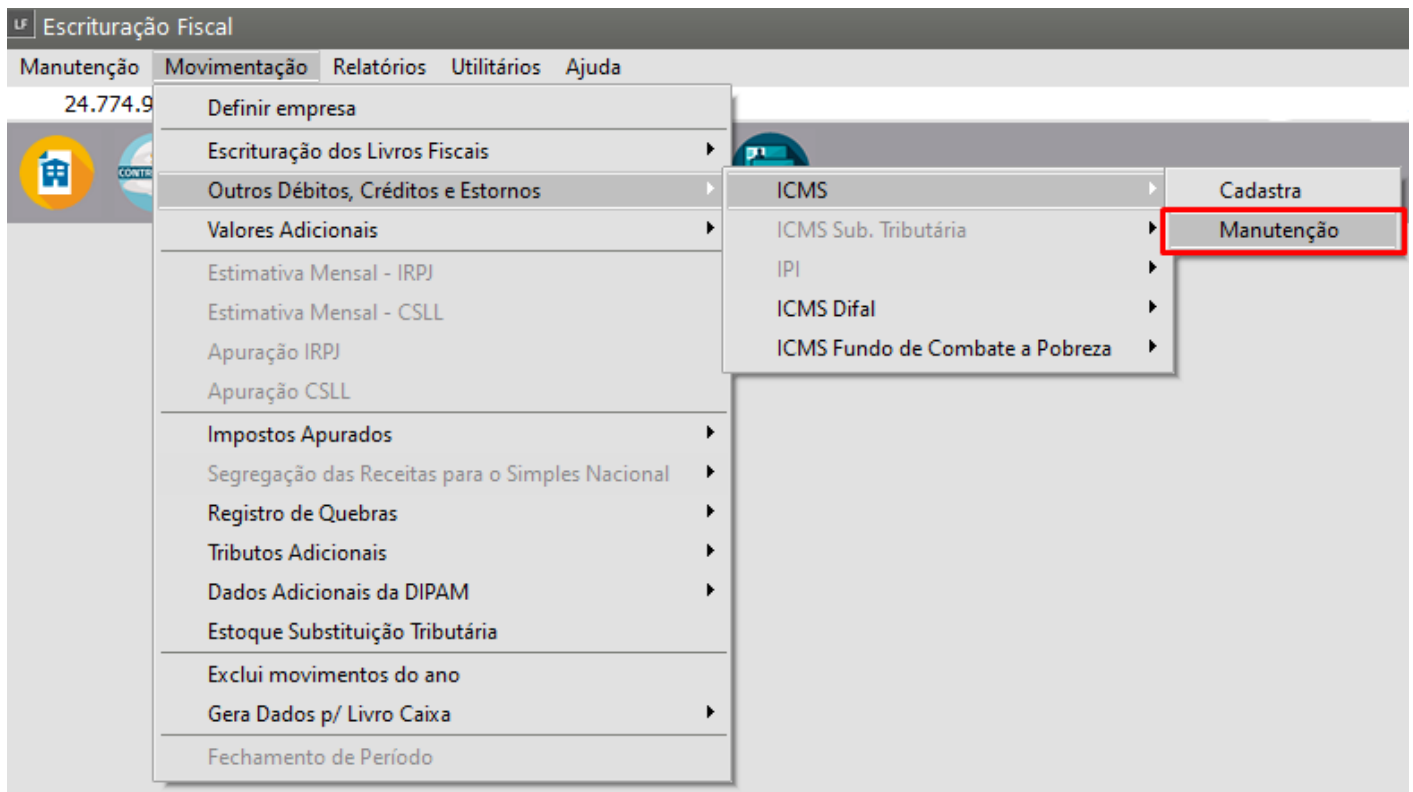 LF Escrituração Fiscal
Manutenção Movimentação Relatórios Utilitários Ajuda
24.774.9
Definir empresa
Escrituração dos Livros Fiscais
Outros Débitos, Créditos e Estornos
Valores Adicionais
Estimativa Mensal - IRPJ
Estimativa Mensal - CSLL
Apuração IRPJ
Apuração CSLL
Impostos Apurados
Segregação das Receitas para o Simples Nacional
Registro de Quebras
Tributos Adicionais
Dados Adicionais da DIPAM
Estoque Substituição Tributária
Exclui movimentos do ano
Gera Dados p/ Livro Caixa
Fechamento de Período
ICMS
ICMS Sub. Tributária
IPI
ICMS Difal
ICMS Fundo de Combate a Pobreza
Cadastra
Manutenção